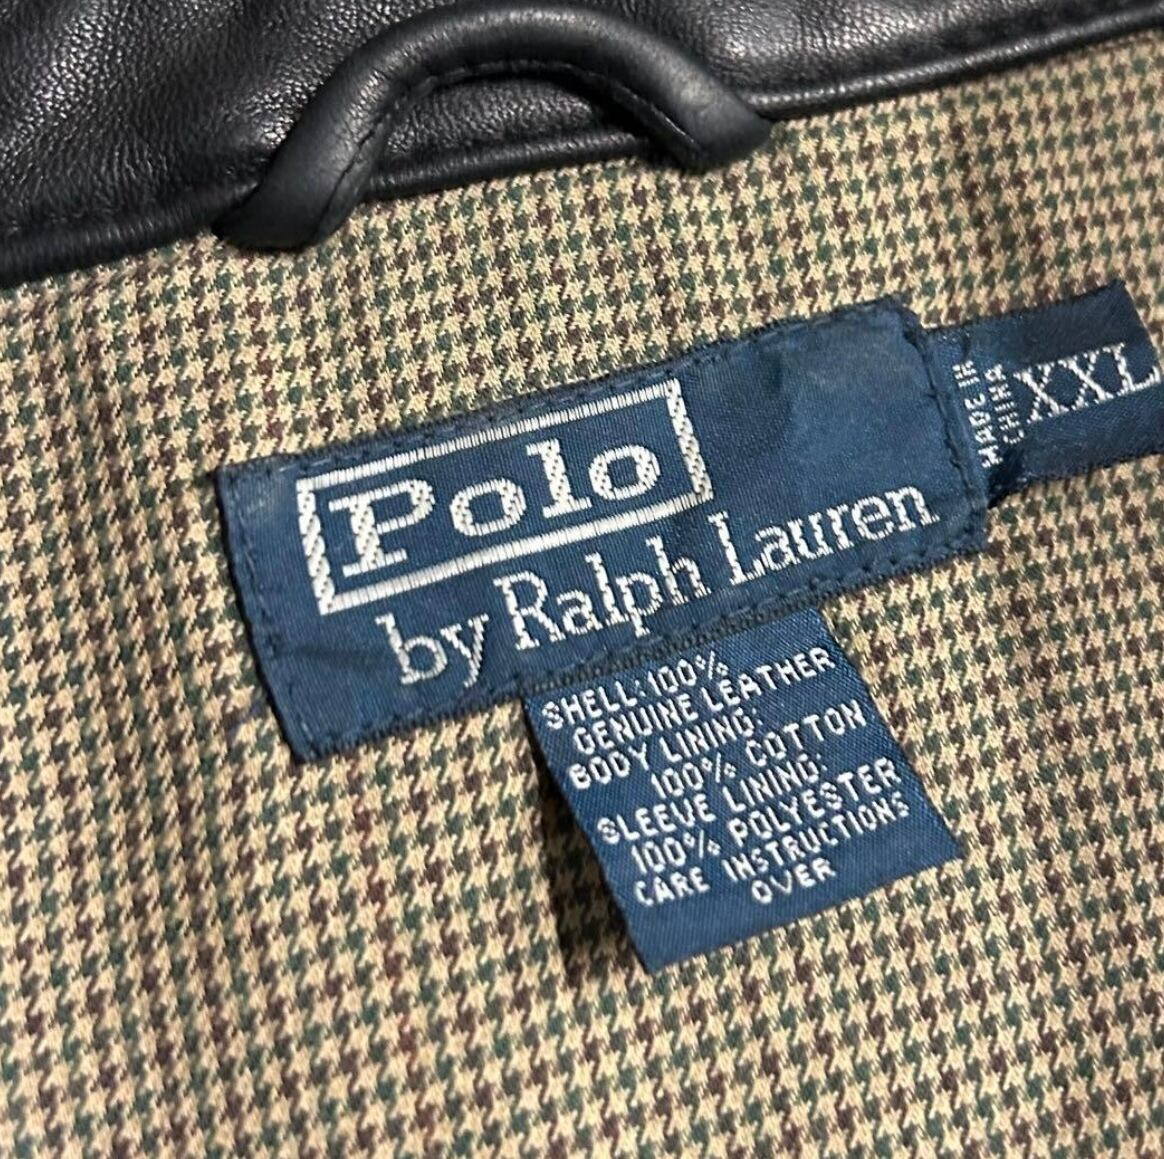 Polo
by Ralph Lauren
MADE IN
CHINA
XXL
SHELL:100%
GENUINE LEATHER
BODY LINING:
100% COTTON
SLEEVE LINING:
100% POLYESTER
CARE INSTRUCTIONS
OVER